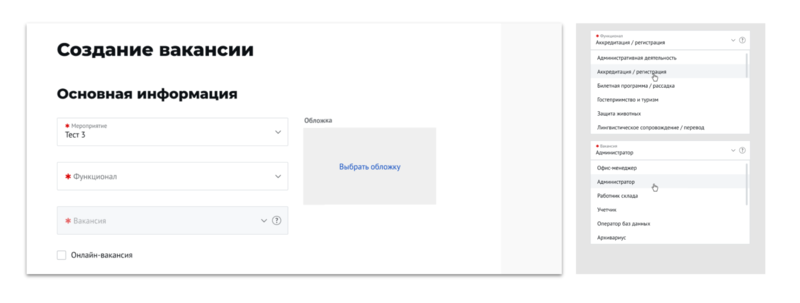 Создание вакансии
Основная информация
* Мероприятие
Тест 3
* Функционал
* Вакансия
?
Онлайн-вакансия
Обложка
Выбрать обложку
* Функционал
Аккредитация / регистрация
?
Административная деятельность
Аккредитация / регистрация
Билетная программа / рассадка
Гостеприимство и туризм
Защита животных
Лингвистическое сопровождение / перевод
* Вакансия
Администратор
?
Офис-менеджер
Администратор
Работник склада
Учетчик
Оператор баз данных
Архивариус